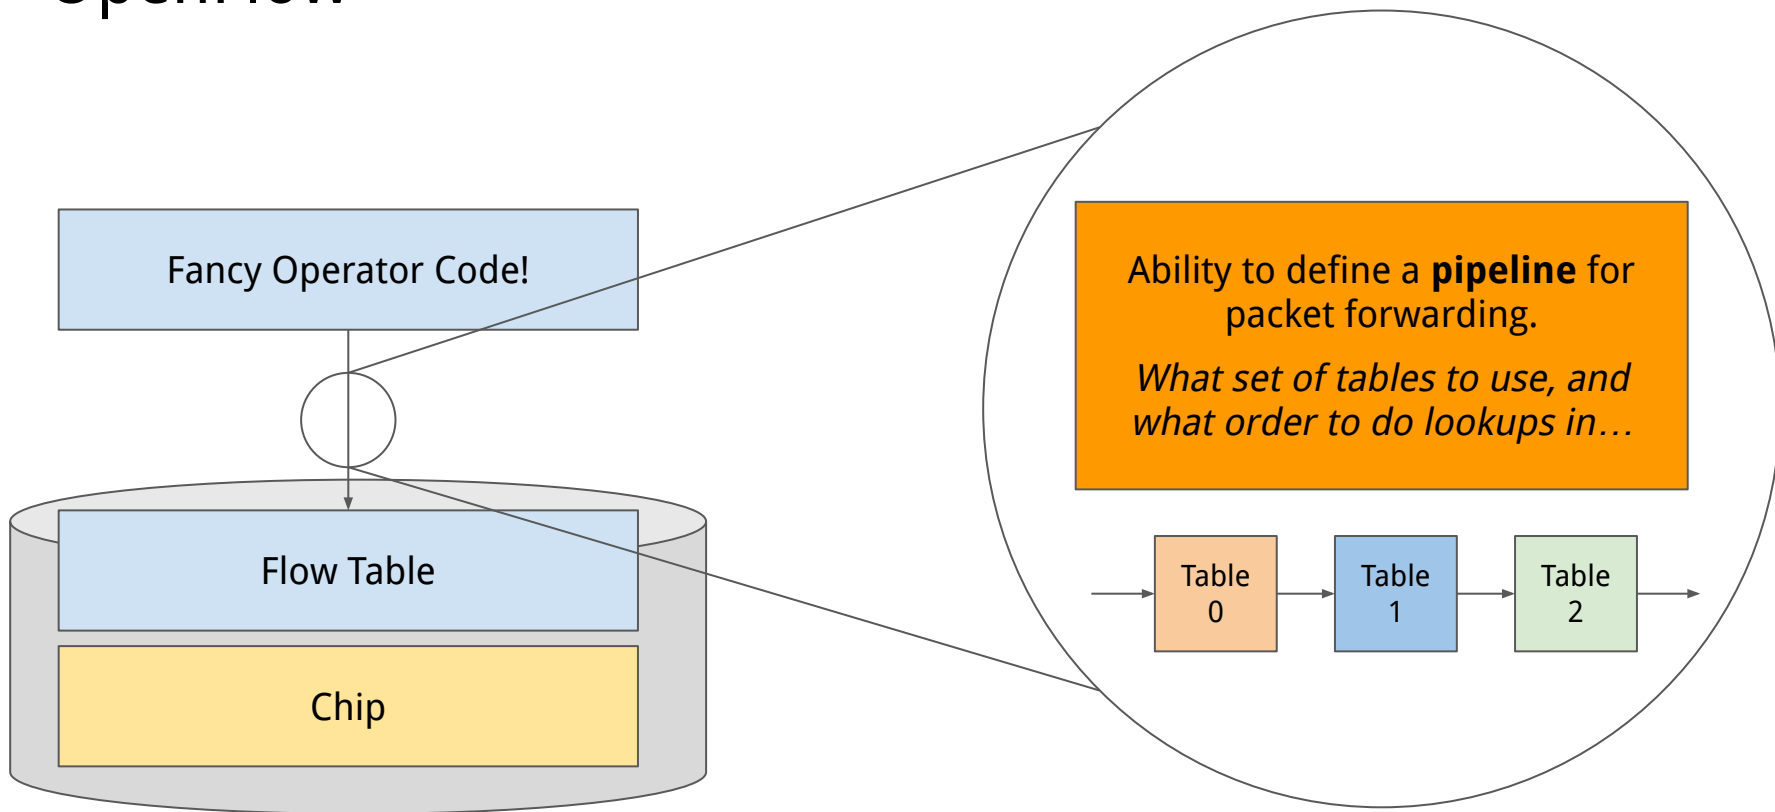 OpenFlow
Fancy Operator Code!
Flow Table
Chip
Ability to define a pipeline for
packet forwarding.
What set of tables to use, and
what order to do lookups in…
Table
0
Table
1
Table
2